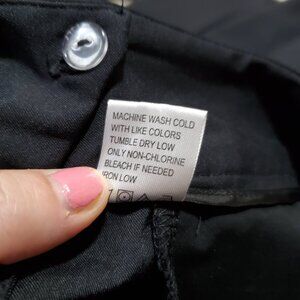 MACHINE WASH COLD
WITH LIKE COLORS
TUMBLE DRY LOW
ONLY NON-CHLORINE
BLEACH IF NEEDED
IRON LOW